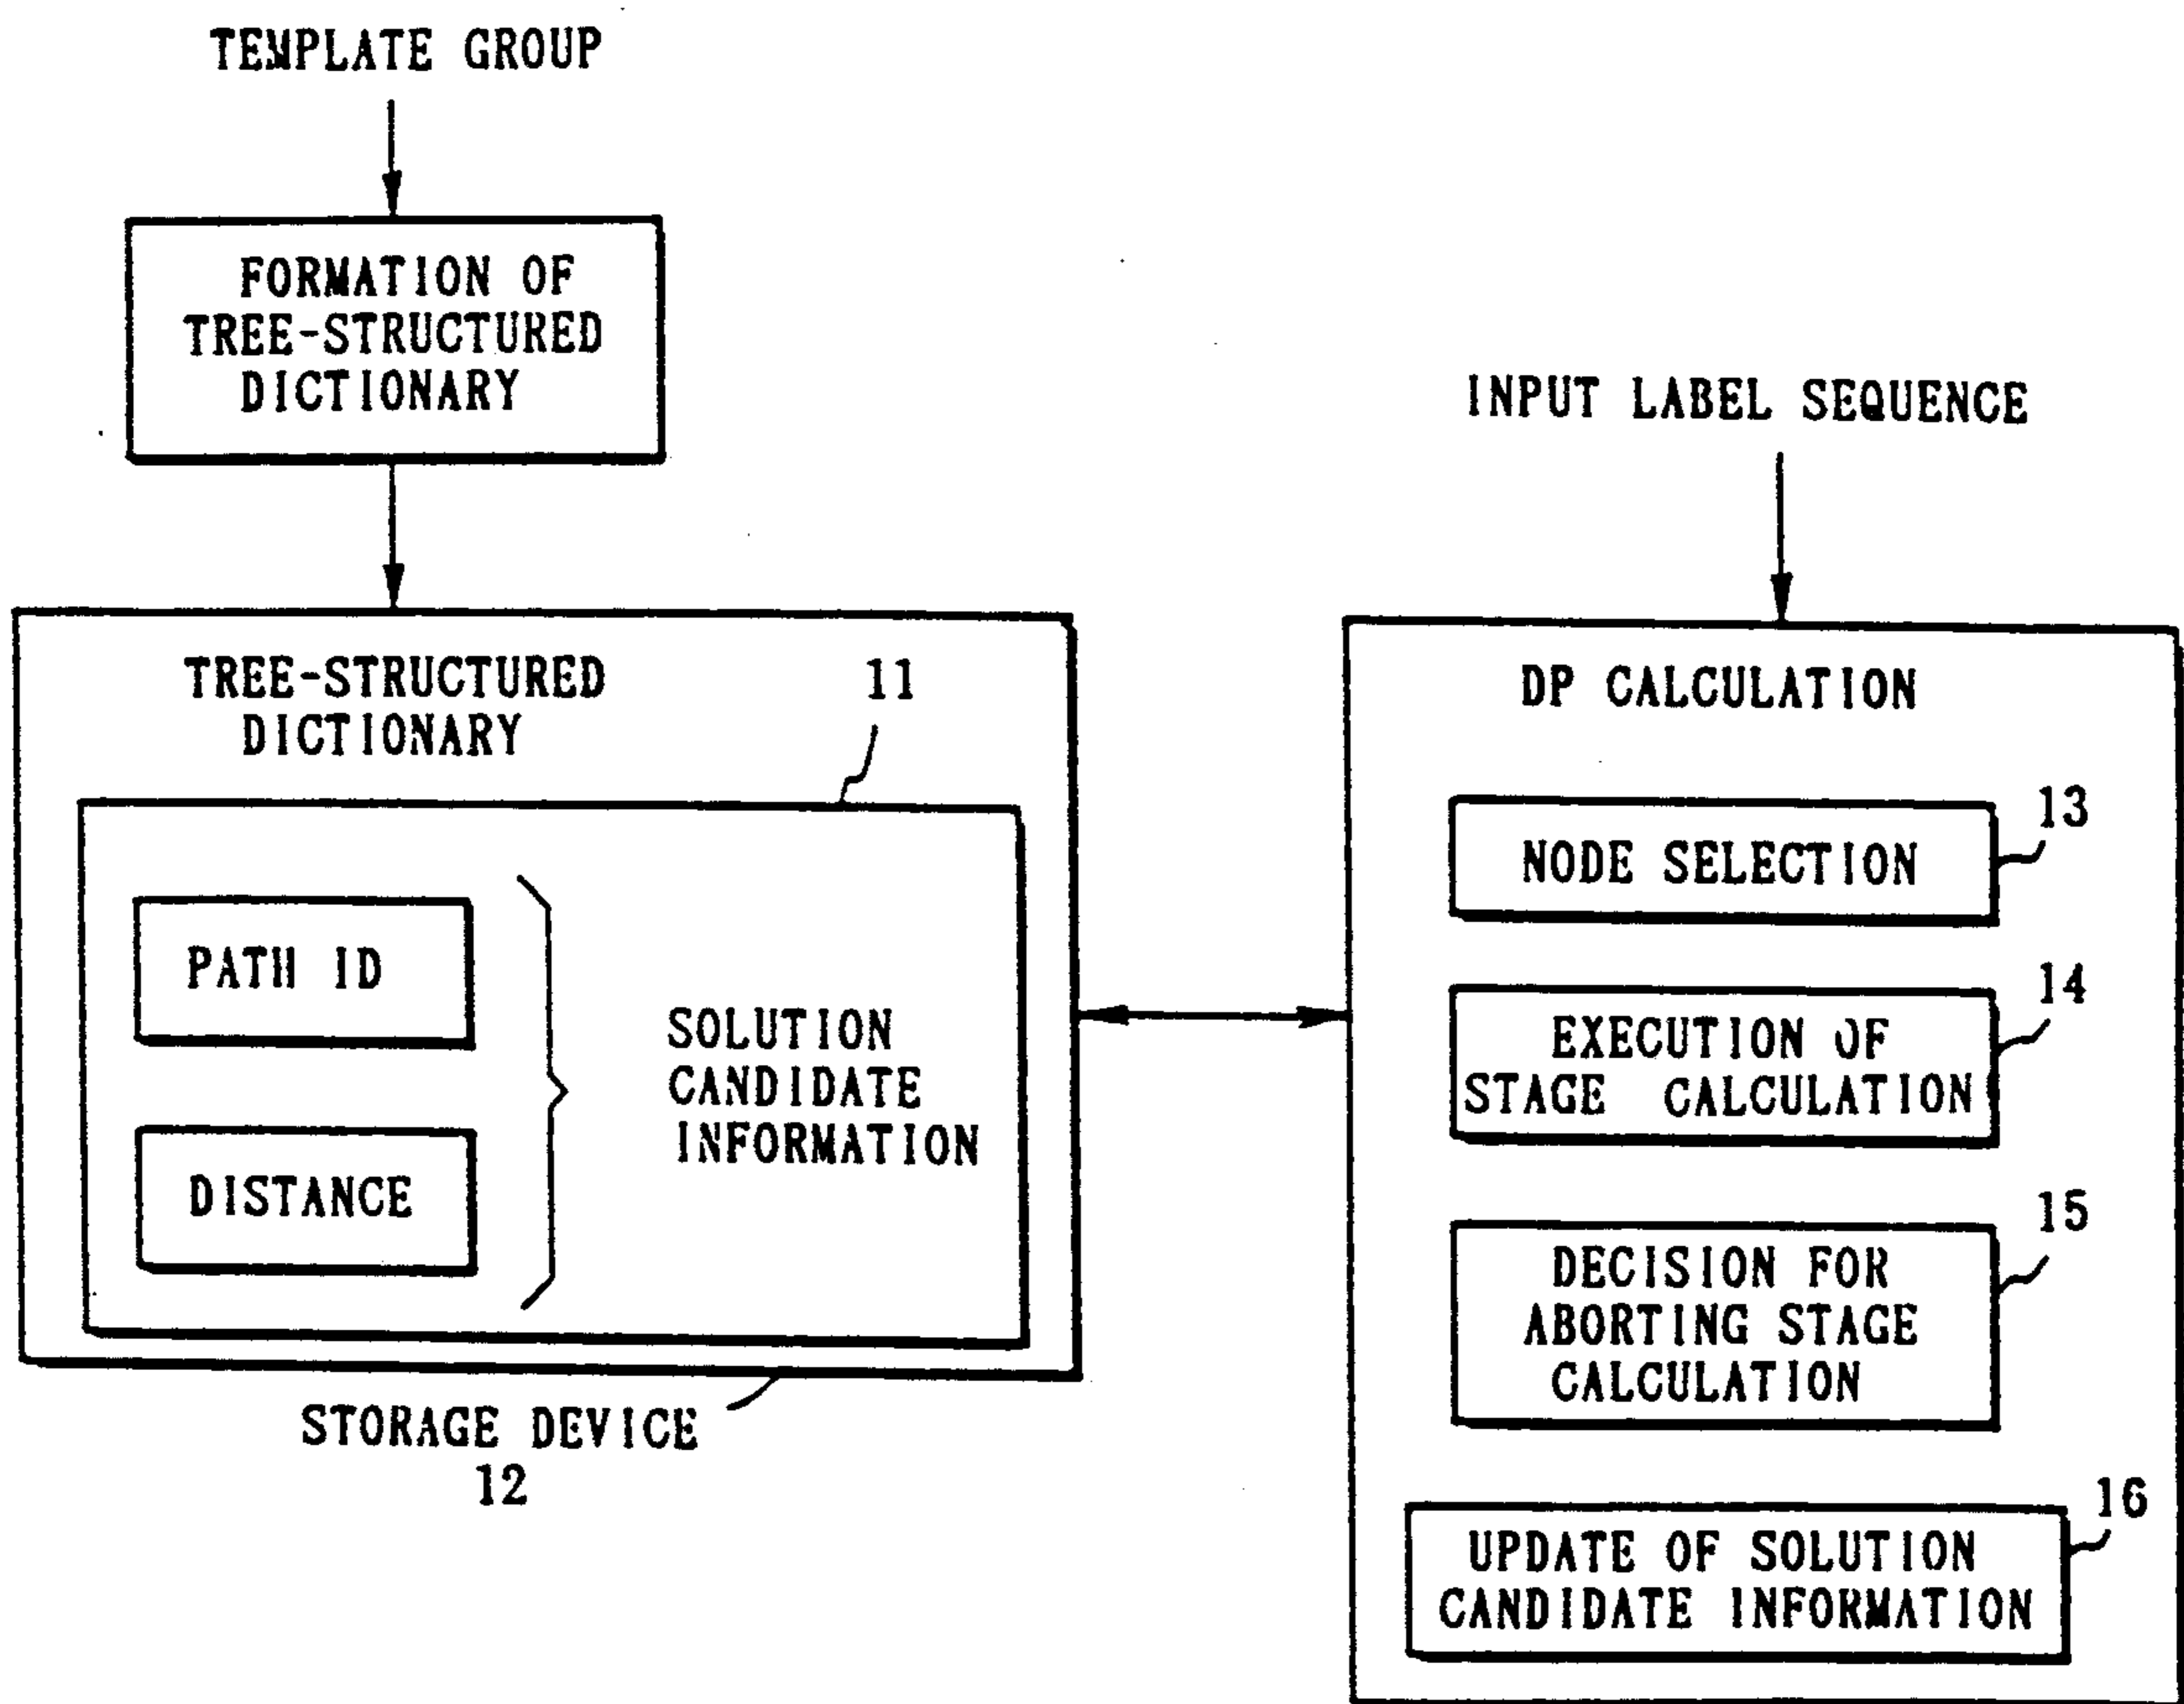 TEMPLATE GROUP
FORMATION OF
TREE-STRUCTURED
DICTIONARY
INPUT LABEL SEQUENCE
TREE-STRUCTURED
DICTIONARY
11
PATH ID
DISTANCE
SOLUTION
CANDIDATE
INFORMATION
STORAGE DEVICE
12
DP CALCULATION
NODE SELECTION
13
EXECUTION OF
STAGE CALCULATION
14
DECISION FOR
ABORTING STAGE
CALCULATION
15
UPDATE OF SOLUTION
CANDIDATE INFORMATION
16